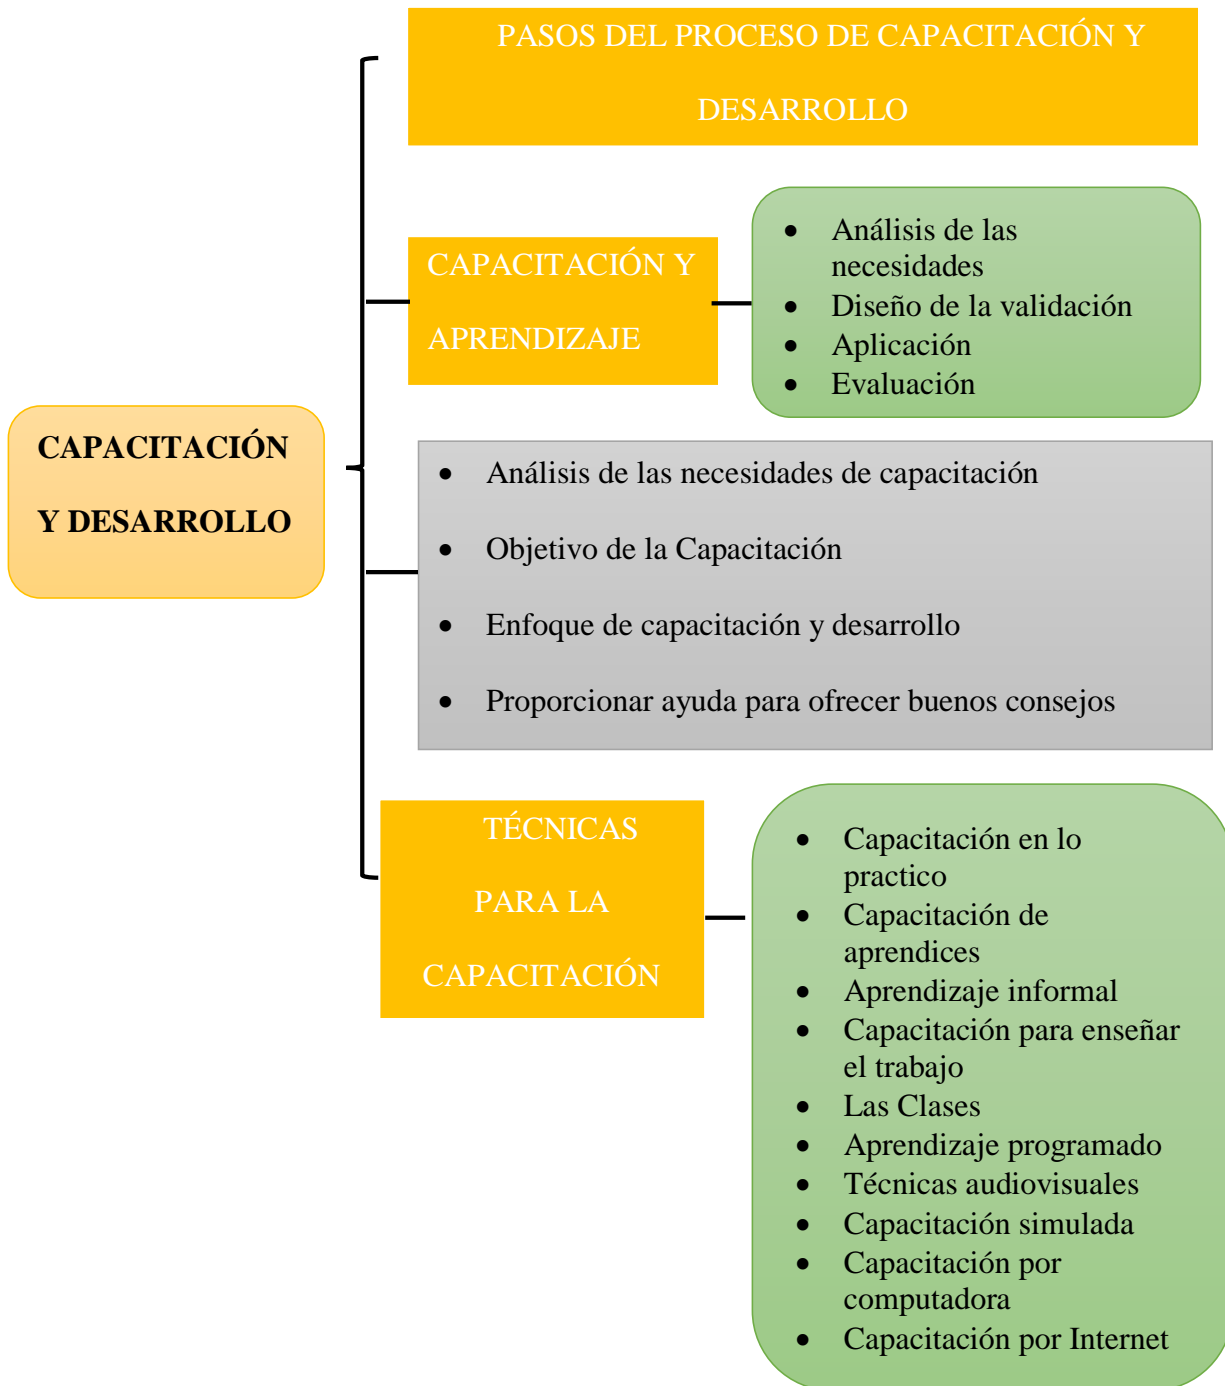 PASOS DEL PROCESO DE CAPACITACIÓN Y
DESARROLLO
CAPACITACIÓN Y
APRENDIZAJE
• Análisis de las
necesidades
• Diseño de la validación
• Aplicación
• Evaluación
CAPACITACIÓN
Y DESARROLLO
• Análisis de las necesidades de capacitación
• Objetivo de la Capacitación
• Enfoque de capacitación y desarrollo
• Proporcionar ayuda para ofrecer buenos consejos
TÉCNICAS
PARA LA
CAPACITACIÓN
• Capacitación en lo
practico
• Capacitación de
aprendices
• Aprendizaje informal
• Capacitación para enseñar
el trabajo
• Las Clases
• Aprendizaje programado
• Técnicas audiovisuales
• Capacitación simulada
• Capacitación por
computadora
• Capacitación por Internet